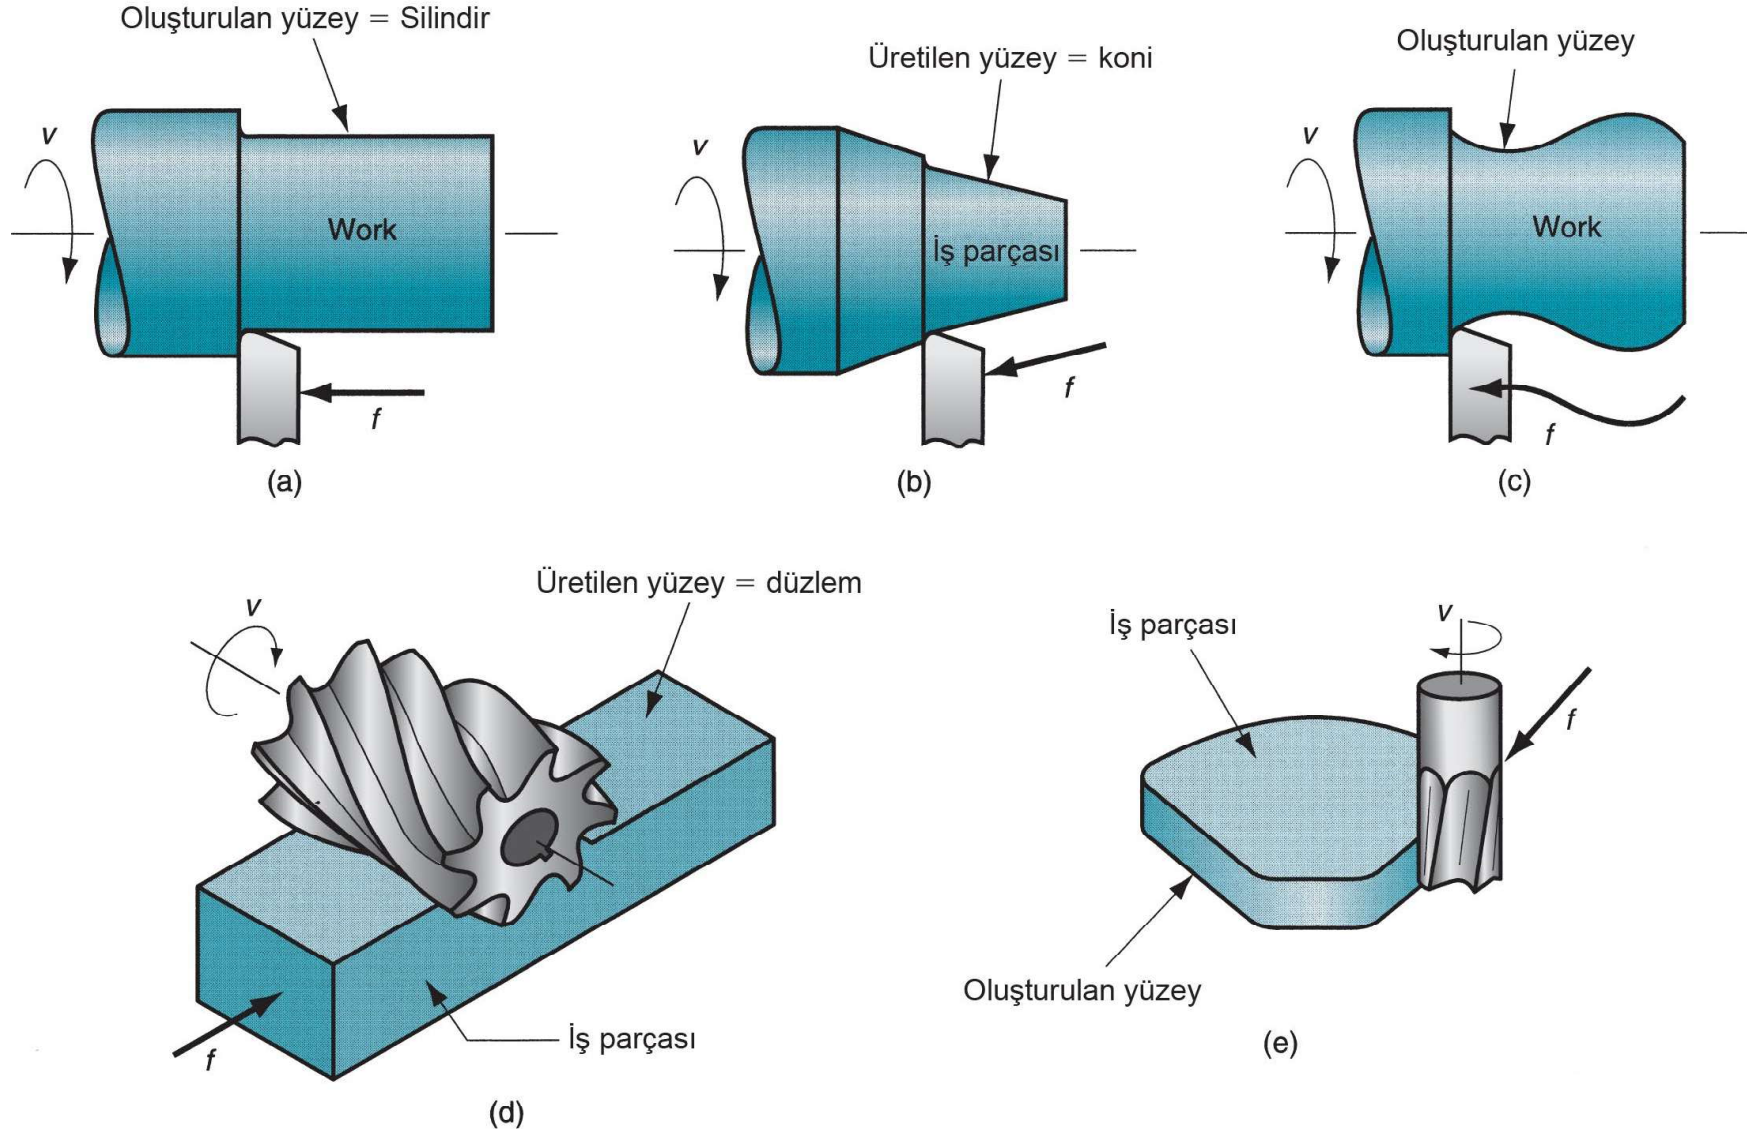 Oluşturulan yüzey = Silindir
v
Work
f
(a)
Üretilen yüzey = koni
v
İş parçası
f
(b)
Oluşturulan yüzey
v
Work
f
(c)
Üretilen yüzey = düzlem
v
f
İş parçası
(d)
İş parçası
v
f
Oluşturulan yüzey
(e)